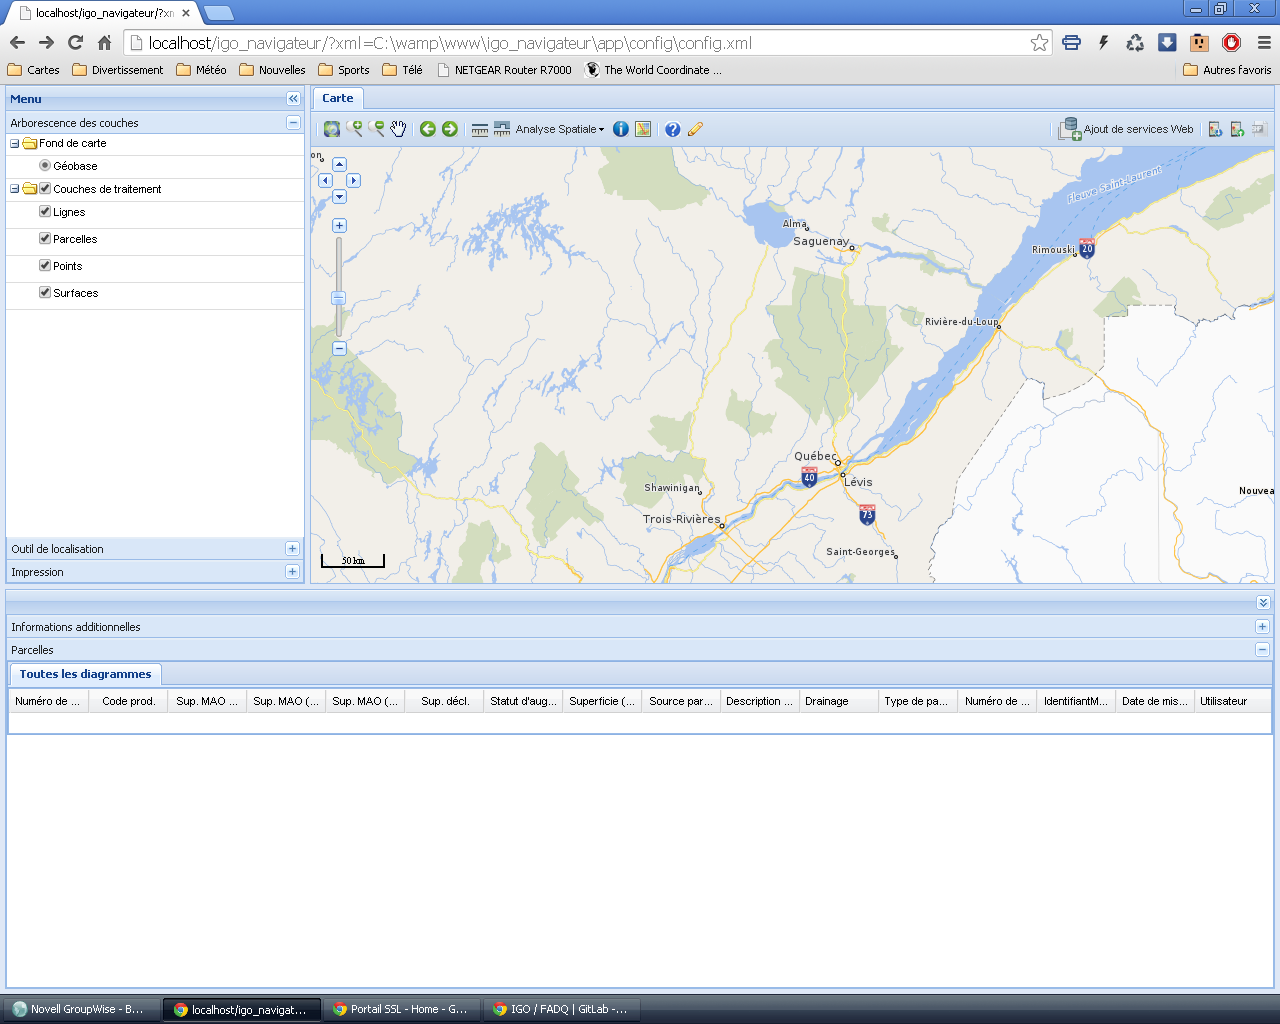 localhost/igo_navigateur/?xn
localhost/igo_navigateur/?xml=C:\wamp\www\igo_navigateur\app\config\config.xml
Cartes
Divertissement
Météo
Nouvelles
Sports
Télé
NETGEAR Router R7000
The World Coordinate ...
Autres favoris
Menu
Arborescence des couches
Fond de carte
Géobase
Couches de traitement
Lignes
Parcelles
Points
Surfaces
Outil de localisation
Impression
Carte
Analyse Spatiale
Ajout de services Web
on
Fleuve Saint-Laurent
Alma
Saguenay
Rimouski
20
Rivière-du-Loup
Québec
40
Lévis
Shawinigan
Trois-Rivières
73
Saint-Georges
Nouvea
50 km
Informations additionnelles
Parcelles
Toutes les diagrammes
Numéro de ...
Code prod.
Sup. MAO ...
Sup. MAO (...
Sup. MAO (...
Sup. décl.
Statut d'aug...
Superficie (...
Source par...
Description ...
Drainage
Type de pa...
Numéro de ...
IdentifiantM...
Date de mis...
Utilisateur
Novell GroupWise - B...
localhost/igo_navigat...
Portail SSL - Home - G...
IGO / FADQ | GitLab -...